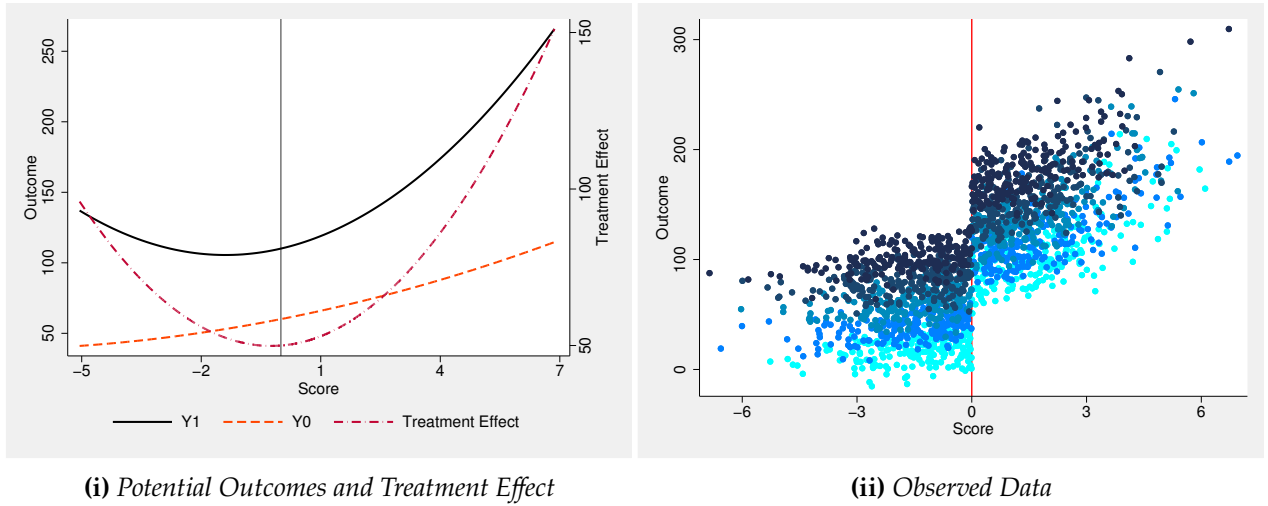 Outcome
250
200
150
100
50
150
100
50
Treatment Effect
−5
−2
1
4
7
Score
Y1
Y0
Treatment Effect
(i) Potential Outcomes and Treatment Effect
Outcome
300
200
100
0
−6
−3
0
3
6
Score
(ii) Observed Data